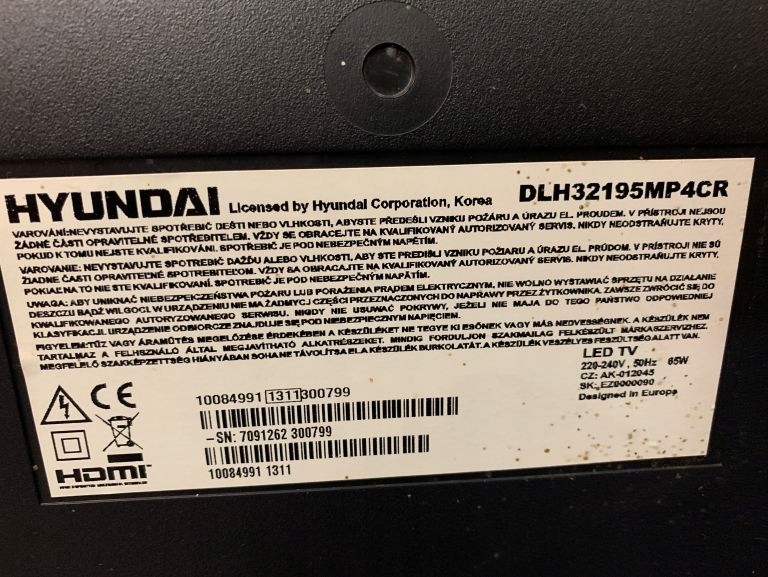 HYUNDAI Licensed by Hyundai Corporation, Korea DLH32195MP4CR
VAROVÁNÍ:NEVYSTAVUJTE SPOTŘEBIČ DEŠTI NEBO VLHKOSTI, ABYSTE PŘEDEŠLI VZNIKU POŽÁRU A ÚRAZU EL. PROUDEM. V PŘÍSTROJI NEJSOU
ŽÁDNÉ ČÁSTI OPRAVITELNÉ SPOTŘEBITELEM. VŽDY SE OBRACEJTE NA KVALIFIKOVANÝ AUTORIZOVANÝ SERVIS. NIKDY NEODSTRAŇUJTE KRYTY,
POKUD K TOMU NEJSTE KVALIFIKOVÁNI. SPOTŘEBIČ JE POD NEBEZPEČNÝM NAPĚTÍM.
VAROVANIE: NEVYSTAVUJTE SPOTREBIČ DAŽĎU ALEBO VLHKOSTI, ABY STE PREDIŠLI VZNIKU POŽIARU A ÚRAZOM EL. PRÚDOM. V PRÍSTROJI NIE SÚ
ŽIADNE ČASTI OPRAVITEĽNÉ SPOTREBITEĽOM. VŽDY SA OBRACAJTE NA KVALIFIKOVANÝ AUTORIZOVANÝ SERVIS. NIKDY NEODSTRAŇUJTE KRYTY,
POKIAĽ NA TO NIE STE KVALIFIKOVANÍ. SPOTREBIČ JE POD NEBEZPEČNÝM NAPÄTÍM.
UWAGA: ABY UNIKNĄĆ NIEBEZPIECZEŃSTWA POŻARU LUB PORAŻENIA PRĄDEM ELEKTRYCZNYM, NIE WOLNO WYSTAWIAĆ SPRZĘTU NA DZIAŁANIE
DESZCZU BĄDŹ WILGOCI. W URZĄDZENIU NIE MA ŻADNYCH CZĘŚCI PRZEZNACZONYCH DO NAPRAWY PRZEZ UŻYTKOWNIKA. ZAWSZE ZWRÓCIĆ SIĘ DO
KWALIFIKOWANEGO AUTORYZOWANEGO SERWISU. NIGDY NIE USUWAĆ POKRYWY, JEŻELI NIE MAJĄ DO TEGO PAŃSTWO ODPOWIEDNIEJ
KLASYFIKACJI. URZĄDZENIE ODBIORCZE ZNAJDUJE SIĘ POD NIEBEZPIECZNYM NAPIĘCIEM.
FIGYELEM:TŰZ VAGY ÁRAMÜTÉS MEGELŐZÉSE ÉRDEKÉBEN A KÉSZÜLÉKET NE TEGYE KI ESŐNEK VAGY MÁS NEDVESSÉGNEK. A KÉSZÜLÉK NEM
TARTALMAZ A FELHASZNÁLÓ ÁLTAL MEGJAVÍTHATÓ ALKATRÉSZEKET. MINDIG FORDULJON SZAKMAILAG FELKÉSZÜLT MÁRKASZERVIZHEZ.
MEGFELELŐ SZAKKÉPZETTSÉG HIÁNYÁBAN SOHA NE TÁVOLÍTSA EL A KÉSZÜLÉK BURKOLATÁT. A KÉSZÜLÉK VESZÉLYES FESZÜLTSÉG ALATT VAN.
LED TV
220-240V, 50Hz 65W
CZ: AK-012045
SK: EZ0000090
Designed in Europe
CE
10084991 1311300799
-SN: 7091262 300799
10084991 1311
HDMI